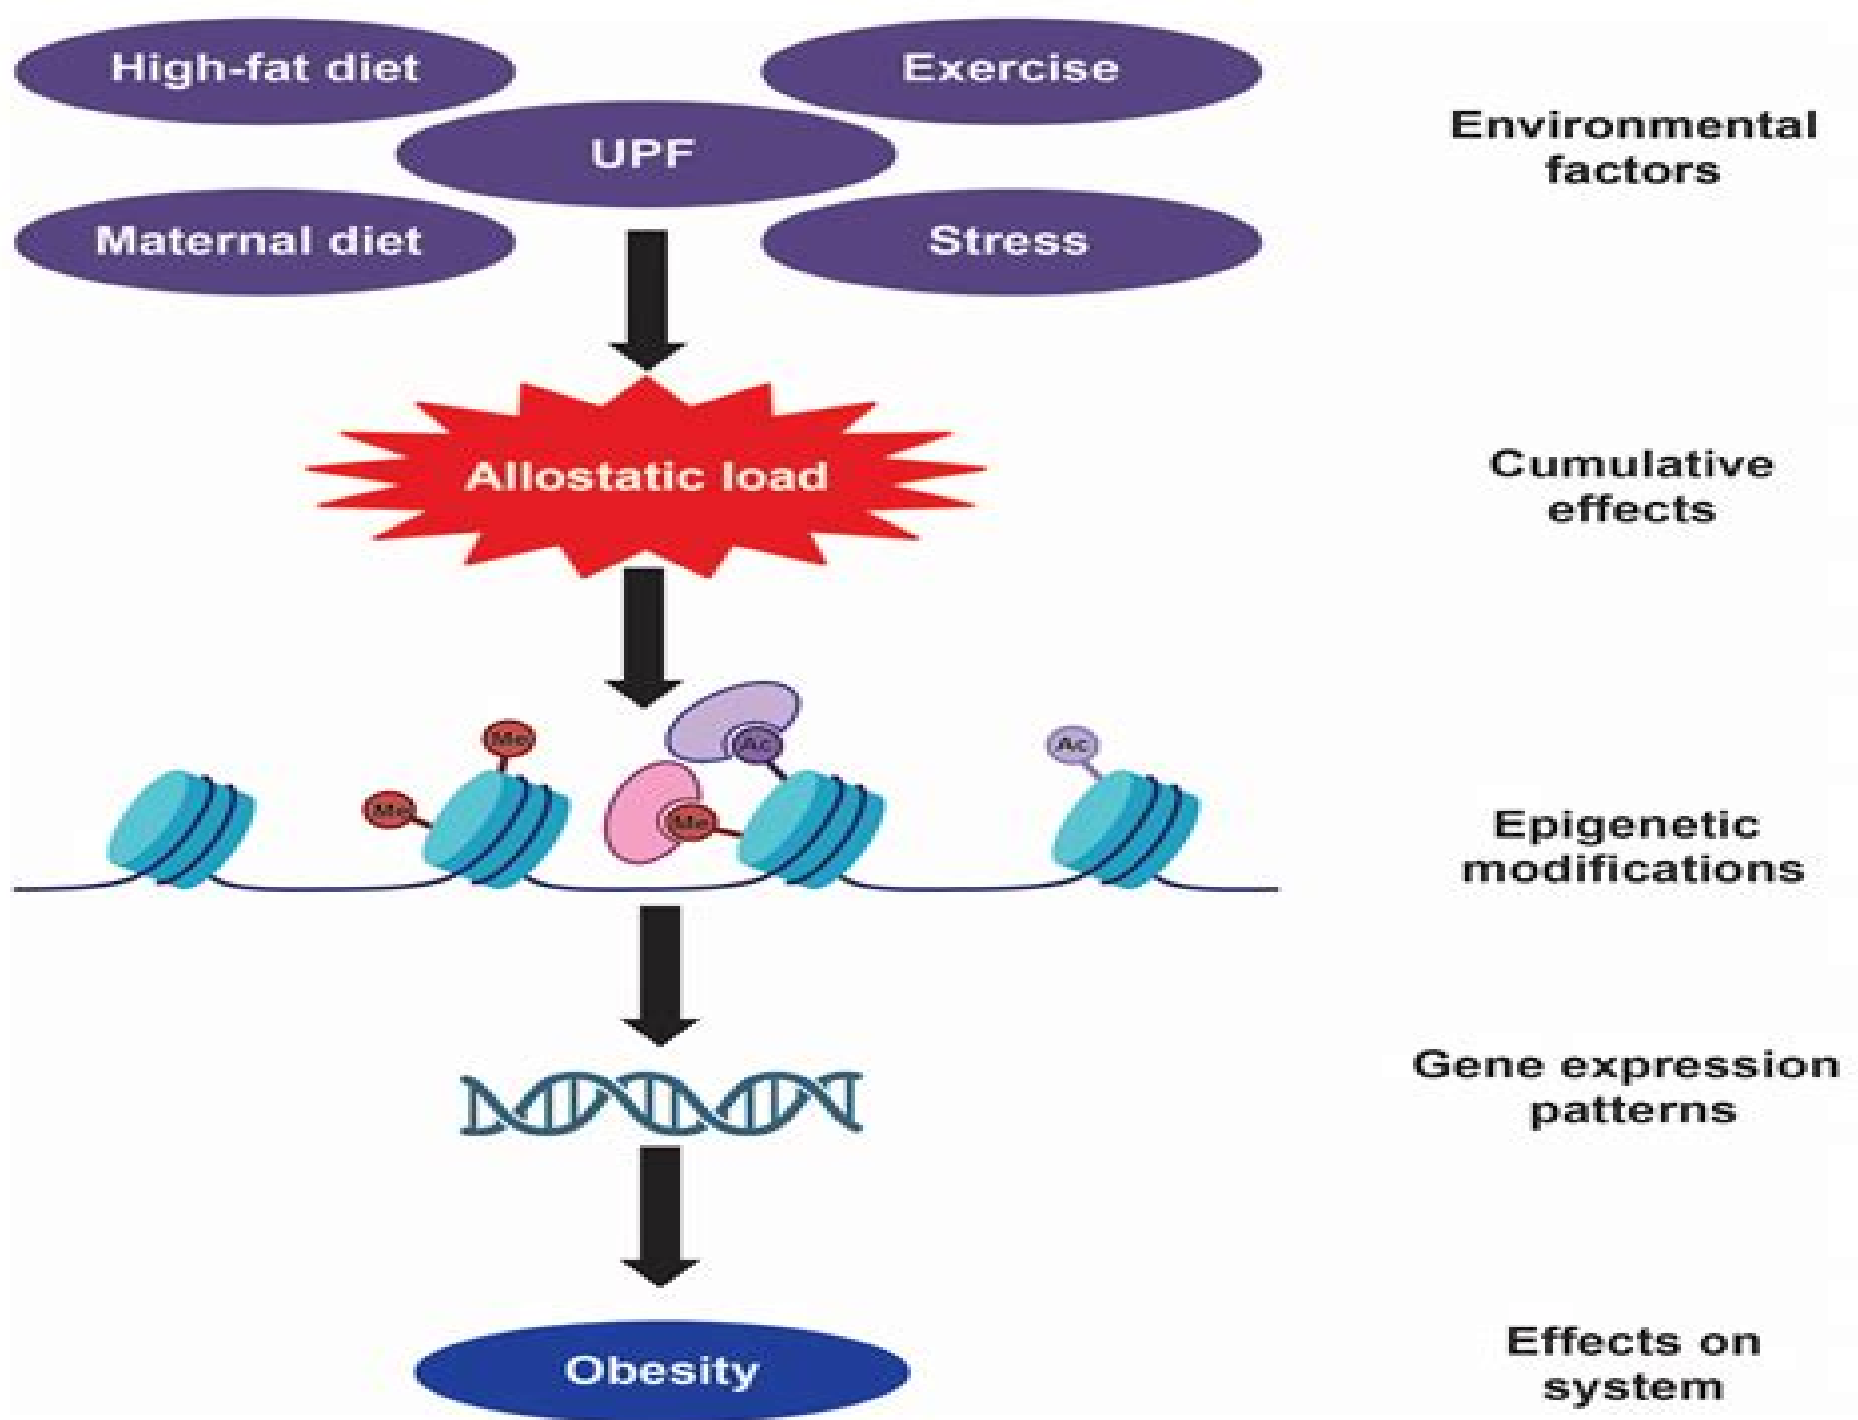 High-fat diet
Exercise
UPF
Maternal diet
Stress
Environmental
factors
Allostatic load
Cumulative
effects
Me
Me
Ac
Me
Ac
Epigenetic
modifications
Gene expression
patterns
Obesity
Effects on
system